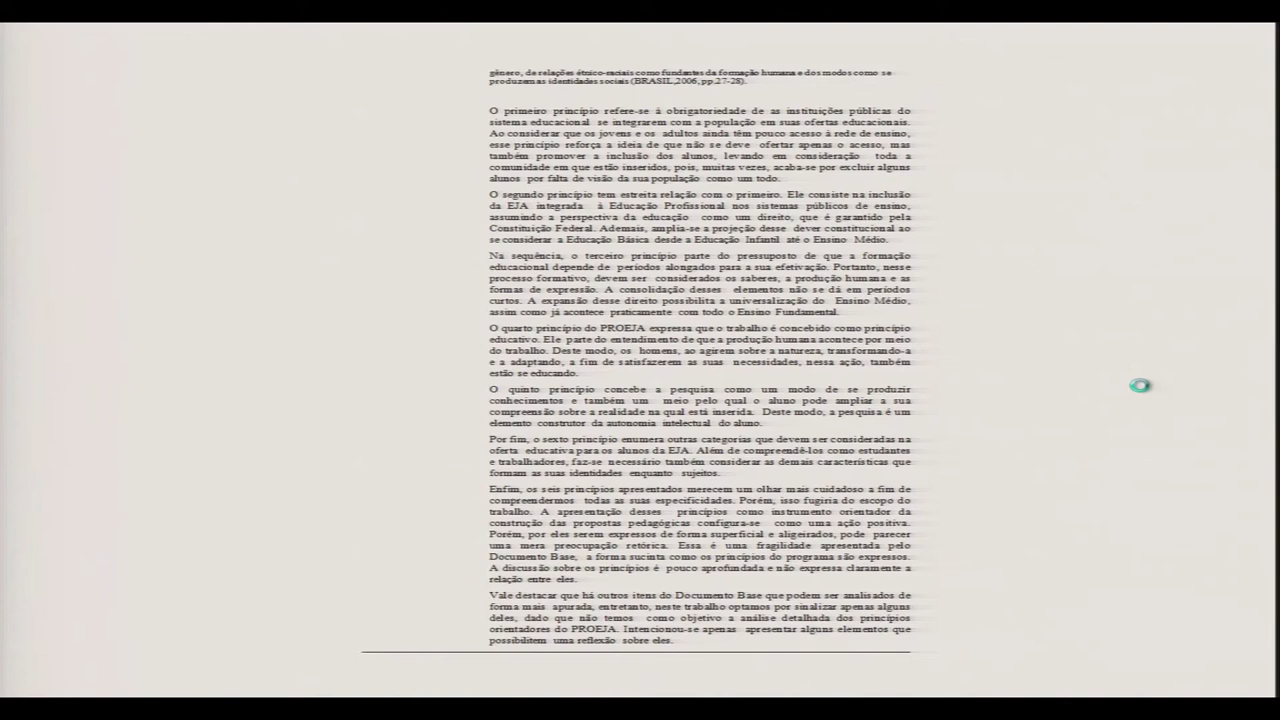 gênero, de relações étnico-raciais como fundantes da formação humana e dos modos como se
produzem as identidades sociais (BRASIL,2006, pp.27-28).
O primeiro princípio refere-se à obrigatoriedade de as instituições públicas do
sistema educacional se integrarem com a população em suas ofertas educacionais.
Ao considerar que os jovens e os adultos ainda têm pouco acesso à rede de ensino,
esse princípio reforça a ideia de que não se deve ofertar apenas o acesso, mas
também promover a inclusão dos alunos, levando em consideração toda a
comunidade em que estão inseridos, pois, muitas vezes, acaba-se por excluir alguns
alunos por falta de visão da sua população como um todo.
O segundo princípio tem estreita relação com o primeiro. Ele consiste na inclusão
da EJA integrada à Educação Profissional nos sistemas públicos de ensino,
assumindo a perspectiva da educação como um direito, que é garantido pela
Constituição Federal. Ademais, amplia-se a projeção desse dever constitucional ao
se considerar a Educação Básica desde a Educação Infantil até o Ensino Médio.
Na sequência, o terceiro princípio parte do pressuposto de que a formação
educacional depende de períodos alongados para a sua efetivação. Portanto, nesse
processo formativo, devem ser considerados os saberes, a produção humana e as
formas de expressão. A consolidação desses elementos não se dá em períodos
curtos. A expansão desse direito possibilita a universalização do Ensino Médio,
assim como já acontece praticamente com todo o Ensino Fundamental.
O quarto princípio do PROEJA expressa que o trabalho é concebido como princípio
educativo. Ele parte do entendimento de que a produção humana acontece por meio
do trabalho. Deste modo, os homens, ao agirem sobre a natureza, transformando-a
e a adaptando, a fim de satisfazerem as suas necessidades, nessa ação, também
estão se educando.
O quinto princípio concebe a pesquisa como um modo de se produzir
conhecimentos e também um meio pelo qual o aluno pode ampliar a sua
compreensão sobre a realidade na qual está inserida. Deste modo, a pesquisa é um
elemento construtor da autonomia intelectual do aluno.
Por fim, o sexto princípio enumera outras categorias que devem ser consideradas na
oferta educativa para os alunos da EJA. Além de compreendê-los como estudantes
e trabalhadores, faz-se necessário também considerar as demais características que
formam as suas identidades enquanto sujeitos.
Enfim, os seis princípios apresentados merecem um olhar mais cuidadoso a fim de
compreendermos todas as suas especificidades. Porém, isso fugiria do escopo do
trabalho. A apresentação desses princípios como instrumento orientador da
construção das propostas pedagógicas configura-se como uma ação positiva.
Porém, por eles serem expressos de forma superficial e aligeirados, pode parecer
uma mera preocupação retórica. Essa é uma fragilidade apresentada pelo
Documento Base, a forma sucinta como os princípios do programa são expressos.
A discussão sobre os princípios é pouco aprofundada e não expressa claramente a
relação entre eles.
Vale destacar que há outros itens do Documento Base que podem ser analisados de
forma mais apurada, entretanto, neste trabalho optamos por sinalizar apenas alguns
deles, dado que não temos como objetivo a análise detalhada dos princípios
orientadores do PROEJA. Intencionou-se apenas apresentar alguns elementos que
possibilitem uma reflexão sobre eles.